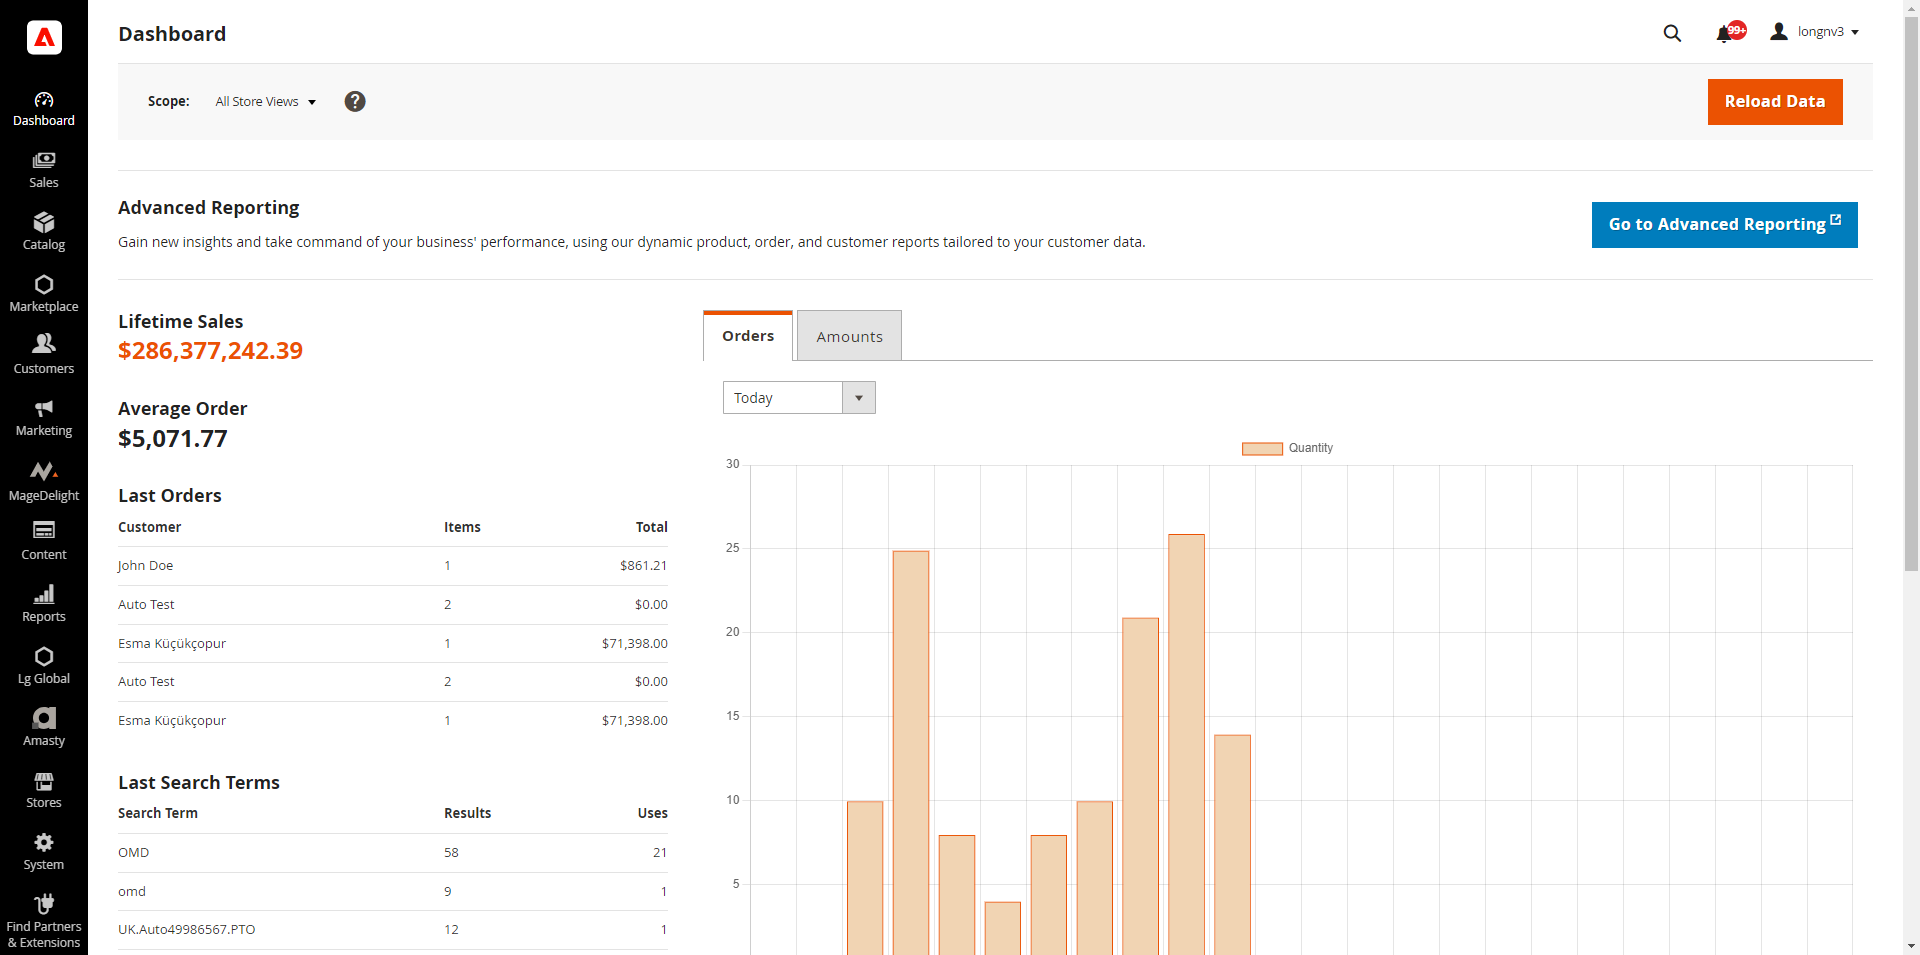 Dashboard
99+
longnv3
Scope: All Store Views ?
Reload Data
Dashboard
Sales
Catalog
Marketplace
Customers
Marketing
MageDelight
Content
Reports
Lg Global
Amasty
Stores
System
Find Partners
& Extensions
Advanced Reporting
Gain new insights and take command of your business' performance, using our dynamic product, order, and customer reports tailored to your customer data.
Go to Advanced Reporting
Lifetime Sales
$286,377,242.39
Average Order
$5,071.77
Last Orders
Customer Items Total
John Doe 1 $861.21
Auto Test 2 $0.00
Esma Küçükçopur 1 $71,398.00
Auto Test 2 $0.00
Esma Küçükçopur 1 $71,398.00
Last Search Terms
Search Term Results Uses
OMD 58 21
omd 9 1
UK.Auto49986567.PTO 12 1
Orders Amounts
Today
Quantity
30
25
20
15
10
5